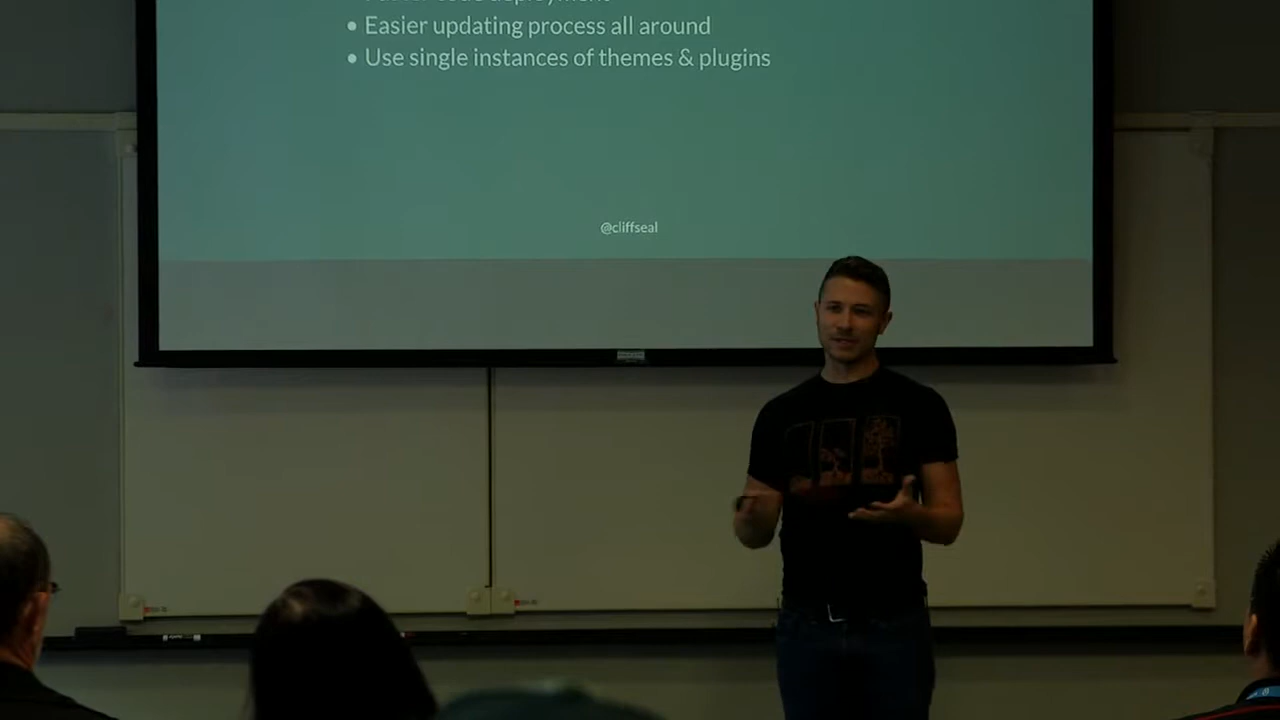 • Easier updating process all around
• Use single instances of themes & plugins
@cliffseal